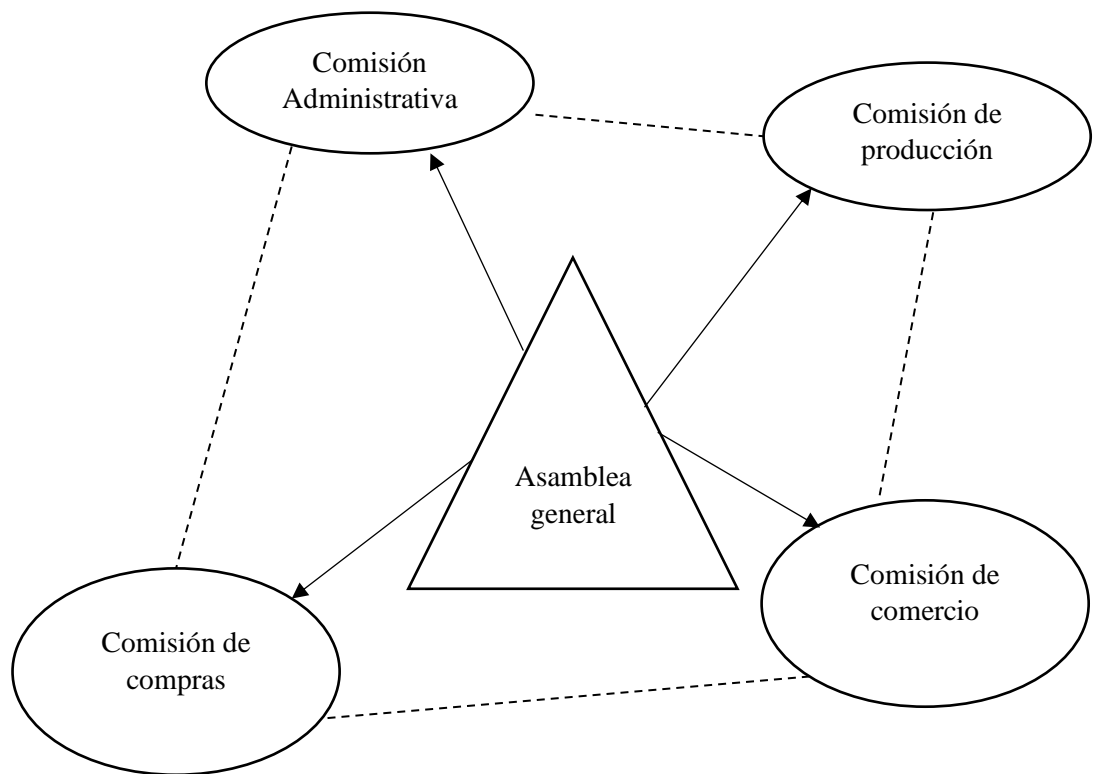 Comisión
Administrativa
Comisión de
producción
Asamblea
general
Comisión de
comercio
Comisión de
compras